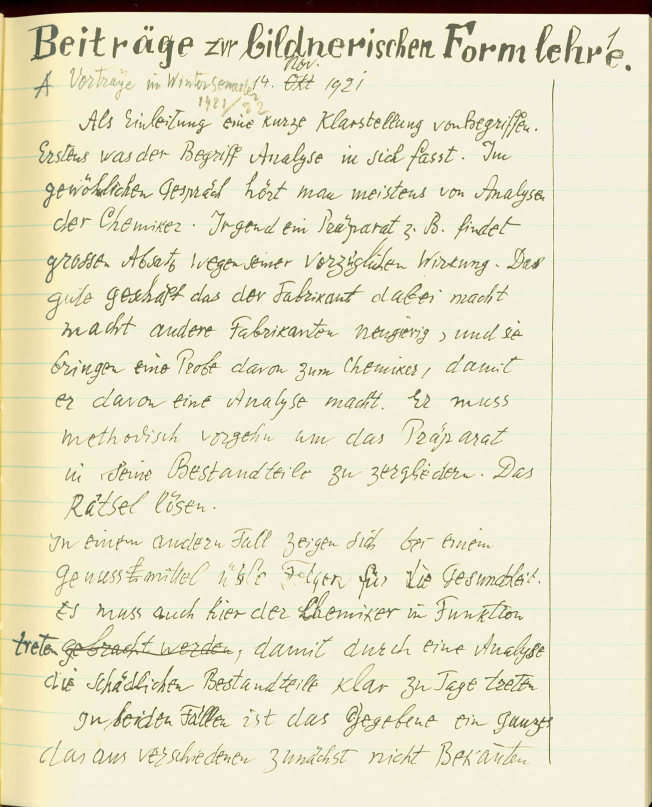 Beiträge zur bildnerischen Formlehre.
1
A Vorträge im Wintersemester 14. Okt Nov. 1921
1921/22
Als Einleitung eine kurze Klarstellung von Begriffen.
Erstens was der Begriff Analyse in sich fasst. Im
gewöhnlichen Gespräch hört man meistens von Analysen
der Chemiker. Irgend ein Präparat z. B. findet
grossen Absatz wegen seiner vorzüglichen Wirkung. Das
gute geschäft das der Fabrikant dabei macht
macht andere Fabrikanten neugierig, und sie
bringen eine Probe davon zum Chemiker, damit
er davon eine Analyse macht. Er muss
methodisch vorgehn um das Präparat
in seine Bestandteile zu zergliedern. Das
Rätsel lösen.
In einem andern Fall zeigen sich bei einem
Genussmittel üble Folgen für die Gesundheit.
Es muss auch hier der Chemiker in Funktion
treten gebracht werden, damit durch eine Analyse
die schädlichen Bestandteile klar zu Tage treten
In beiden Fällen ist das Gegebene ein Ganzes
das aus verschiedenen zunächst nicht Bekannten